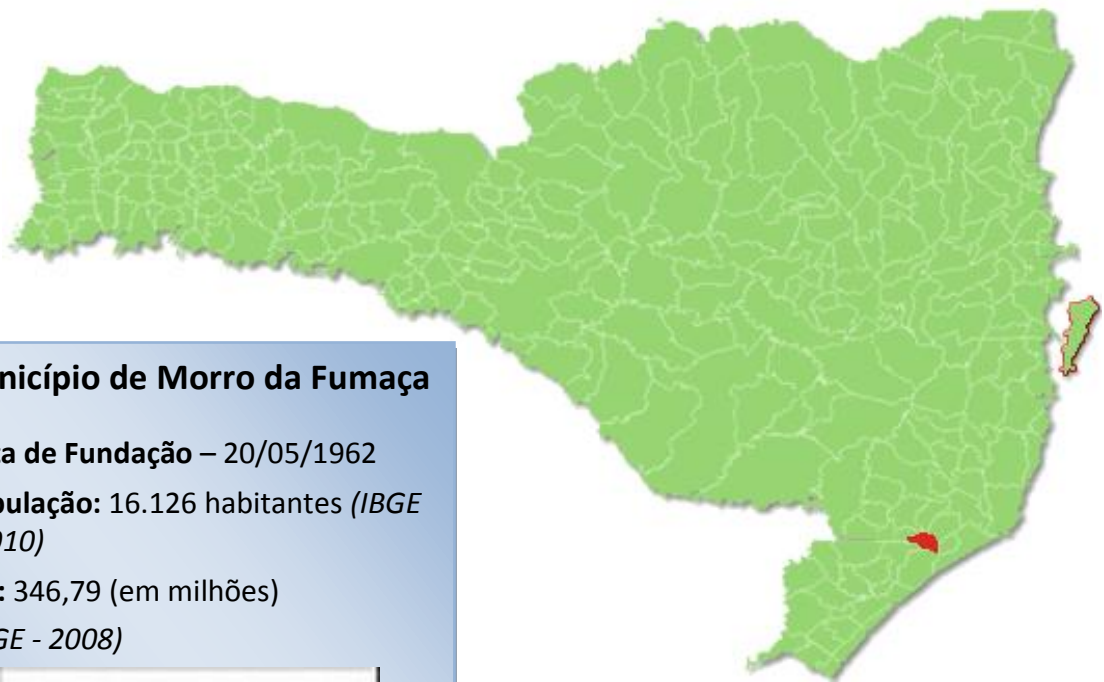 nicípio de Morro da Fumaça
a de Fundação – 20/05/1962
ulação: 16.126 habitantes (IBGE
010)
: 346,79 (em milhões)
GE - 2008)